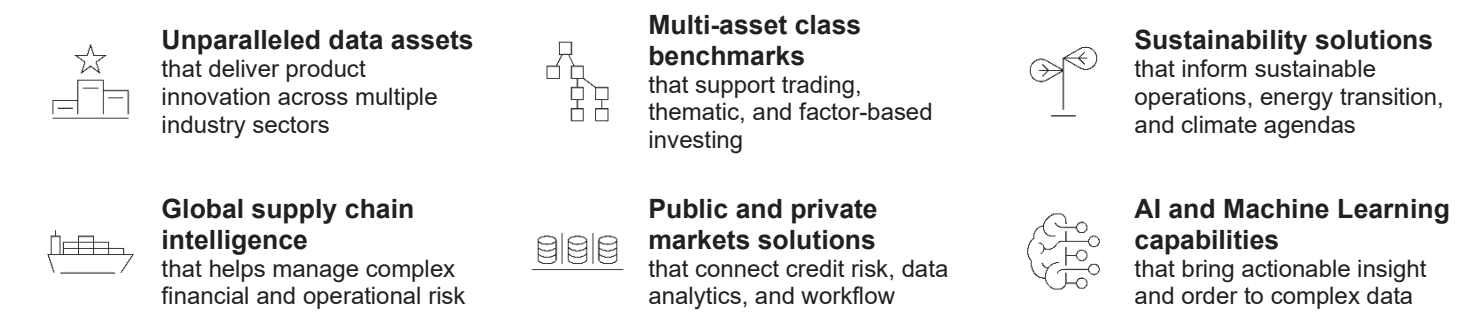 Unparalleled data assets
that deliver product
innovation across multiple
industry sectors
Multi-asset class
benchmarks
that support trading,
thematic, and factor-based
investing
Sustainability solutions
that inform sustainable
operations, energy transition,
and climate agendas
Global supply chain
intelligence
that helps manage complex
financial and operational risk
Public and private
markets solutions
that connect credit risk, data
analytics, and workflow
AI and Machine Learning
capabilities
that bring actionable insight
and order to complex data